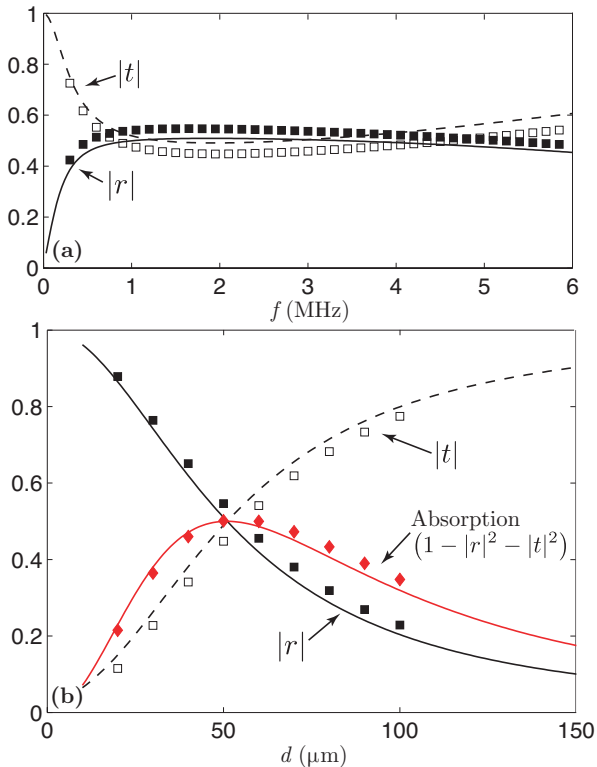 1
0.8
0.6
0.4
0.2
0
|t|
|r|
(a)
0 1 2 3 4 5 6
f (MHz)
1
0.8
0.6
0.4
0.2
0
|t|
Absorption
(1 − |r|² − |t|²)
|r|
(b)
0 50 100 150
d (μm)